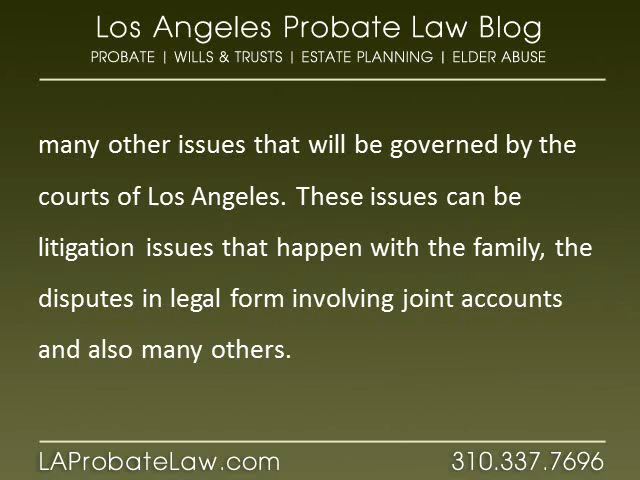 Los Angeles Probate Law Blog
PROBATE | WILLS & TRUSTS | ESTATE PLANNING | ELDER ABUSE
many other issues that will be governed by the
courts of Los Angeles. These issues can be
litigation issues that happen with the family, the
disputes in legal form involving joint accounts
and also many others.
LAProbateLaw.com 310.337.7696